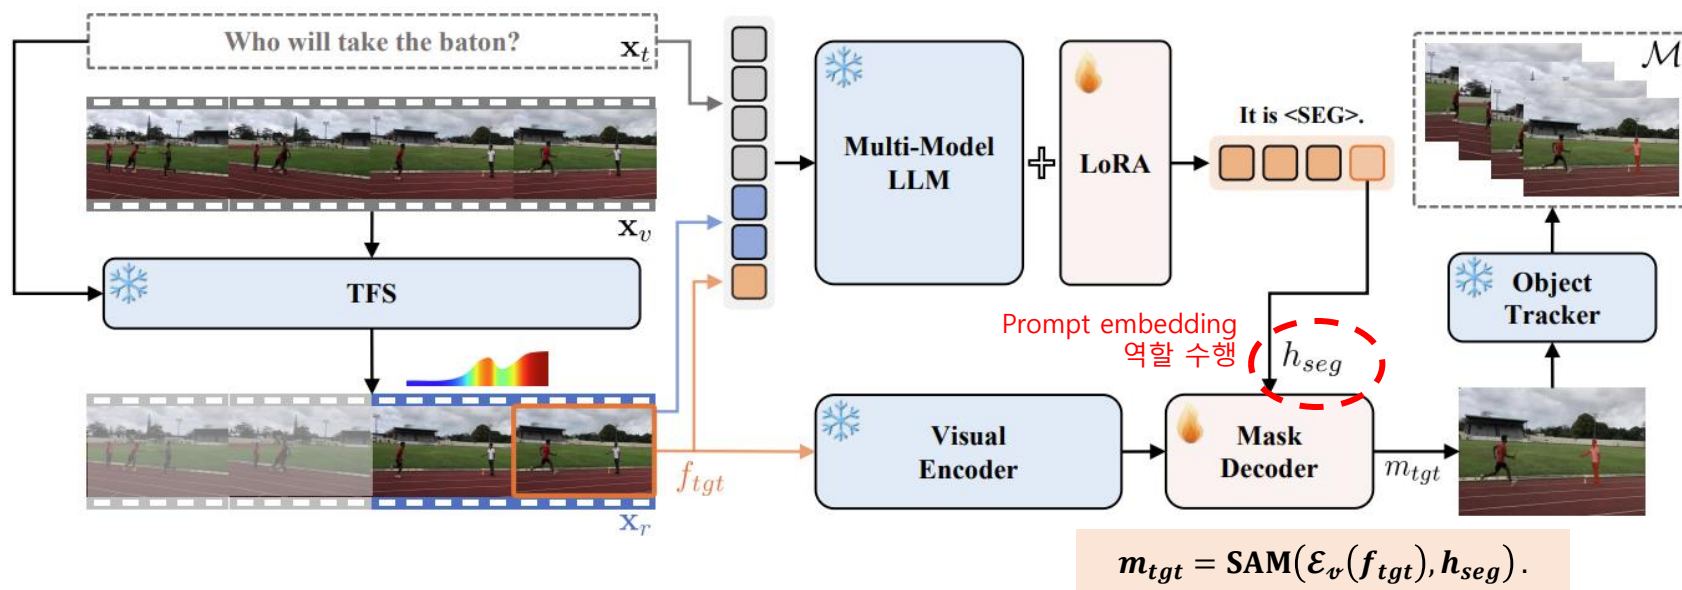 Who will take the baton?
x_t
x_v
TFS
f_tgt
x_r
Multi-Model
LLM
LoRA
It is <SEG>.
Prompt embedding
역할 수행
h_seg
Visual
Encoder
Mask
Decoder
m_tgt
Object
Tracker
ℳ
m_tgt = SAM(ℰ_v(f_tgt), h_seg).